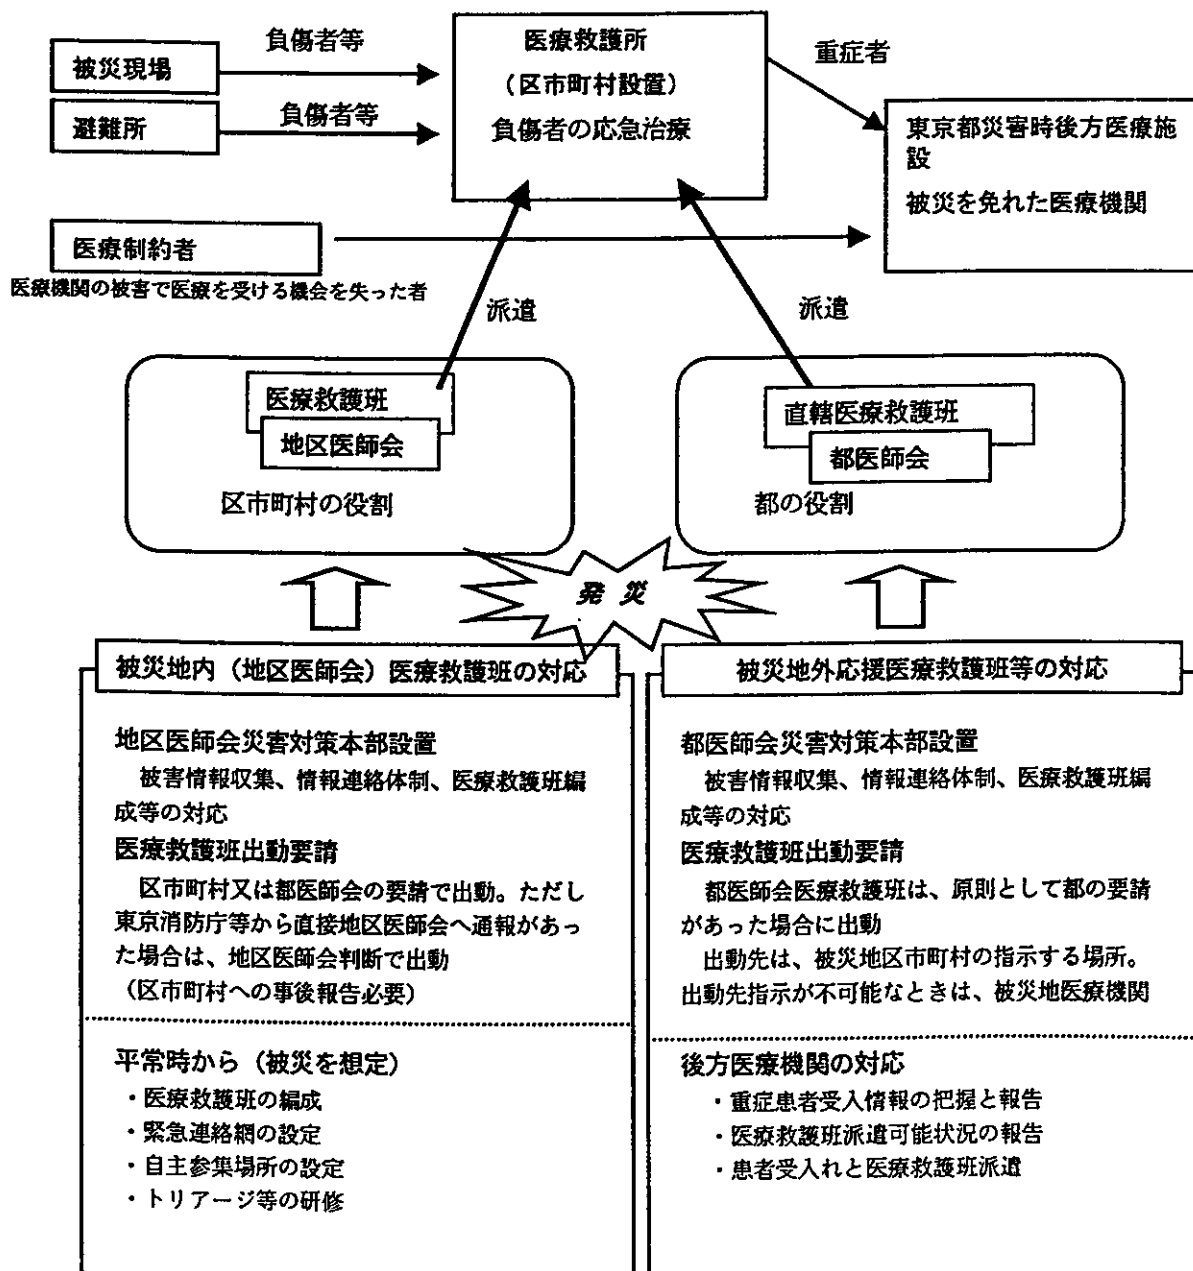 負傷者等
被災現場
負傷者等
避難所
医療救護所
（区市町村設置）
負傷者の応急治療
重症者
東京都災害時後方医療施
設
被災を免れた医療機関
医療制約者
医療機関の被害で医療を受ける機会を失った者
派遣
派遣
医療救護班
地区医師会
区市町村の役割
直轄医療救護班
都医師会
都の役割
発 災
被災地内（地区医師会）医療救護班の対応
地区医師会災害対策本部設置
被害情報収集、情報連絡体制、医療救護班編
成等の対応
医療救護班出動要請
区市町村又は都医師会の要請で出動。ただし
東京消防庁等から直接地区医師会へ通報があっ
た場合は、地区医師会判断で出動
（区市町村への事後報告必要）
平常時から（被災を想定）
・医療救護班の編成
・緊急連絡網の設定
・自主参集場所の設定
・トリアージ等の研修
被災地外応援医療救護班等の対応
都医師会災害対策本部設置
被害情報収集、情報連絡体制、医療救護班編
成等の対応
医療救護班出動要請
都医師会医療救護班は、原則として都の要請
があった場合に出動
出動先は、被災地区市町村の指示する場所。
出動先指示が不可能なときは、被災地医療機関
後方医療機関の対応
・重症患者受入情報の把握と報告
・医療救護班派遣可能状況の報告
・患者受入れと医療救護班派遣